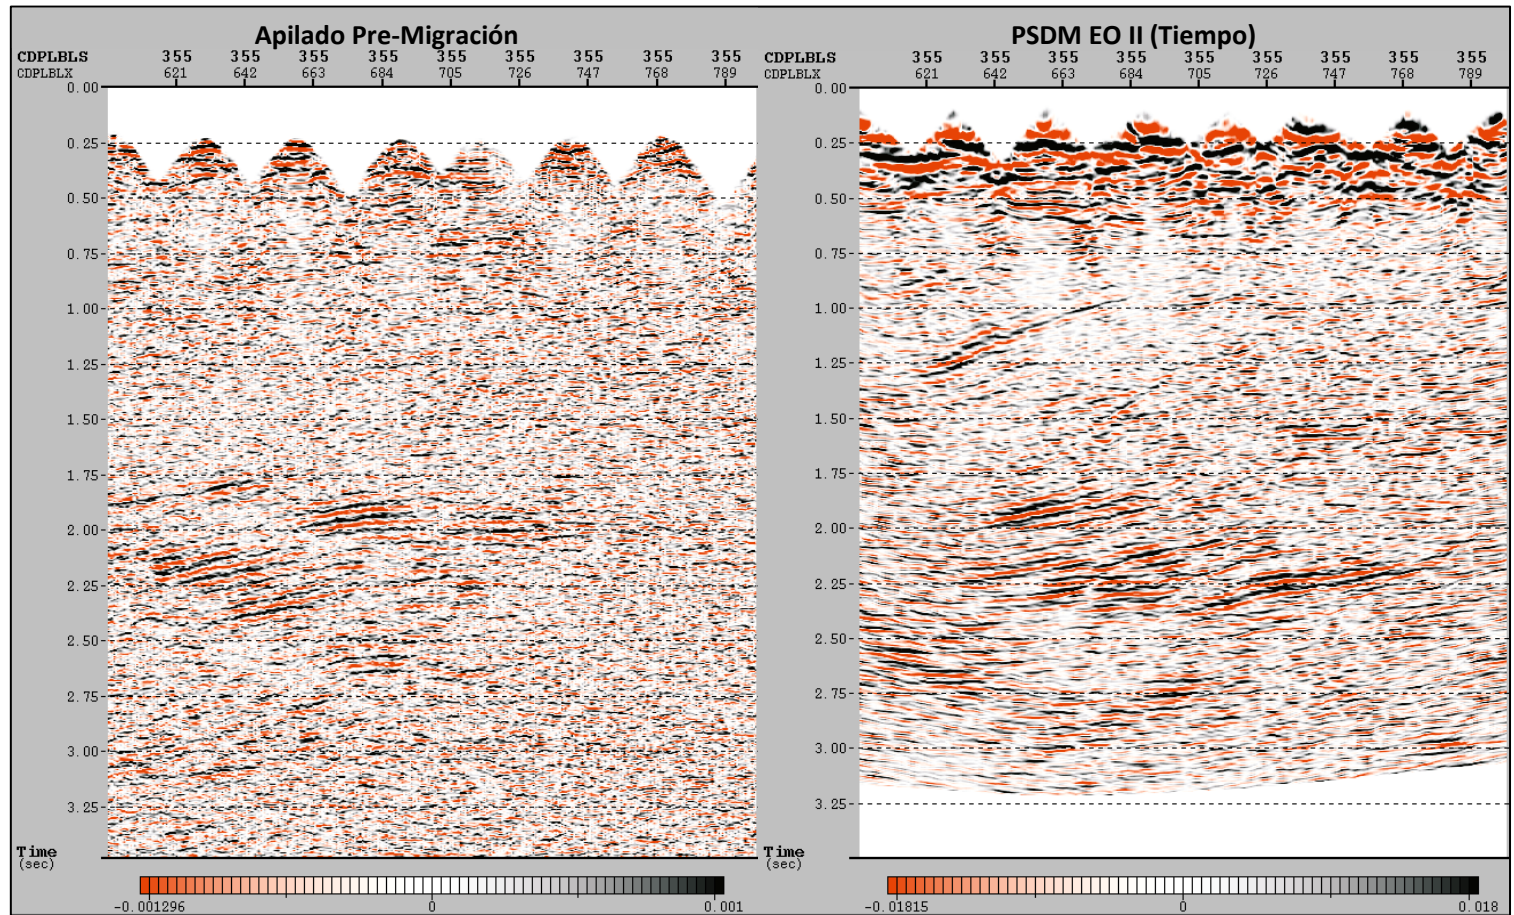 Apilado Pre-Migración
CDPLBLS 355 355 355 355 355 355 355 355 355
CDPLBLX 621 642 663 684 705 726 747 768 789
0.00
0.25
0.50
0.75
1.00
1.25
1.50
1.75
2.00
2.25
2.50
2.75
3.00
3.25
Time
(sec)
-0.001296 0 0.001
PSDM EO II (Tiempo)
CDPLBLS 355 355 355 355 355 355 355 355 355
CDPLBLX 621 642 663 684 705 726 747 768 789
0.00
0.25
0.50
0.75
1.00
1.25
1.50
1.75
2.00
2.25
2.50
2.75
3.00
3.25
Time
(sec)
-0.01815 0 0.018